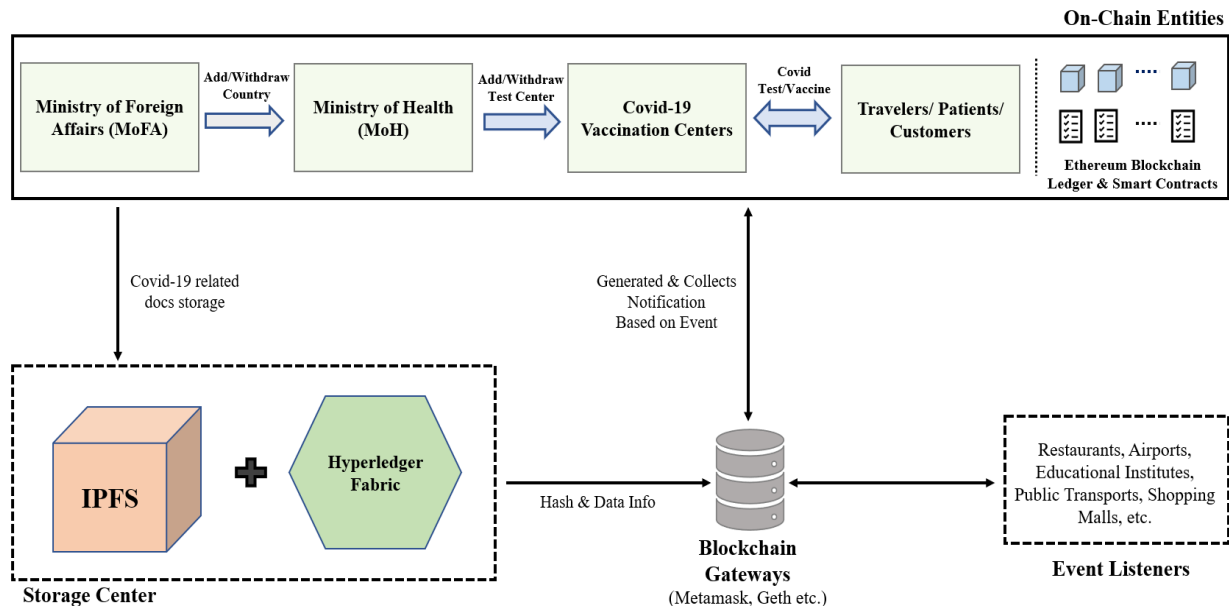 On-Chain Entities
Ministry of Foreign
Affairs (MoFA)
Add/Withdraw
Country
Ministry of Health
(MoH)
Add/Withdraw
Test Center
Covid-19
Vaccination Centers
Covid
Test/Vaccine
Travelers/ Patients/
Customers
Ethereum Blockchain
Ledger & Smart Contracts
Covid-19 related
docs storage
Generated & Collects
Notification
Based on Event
IPFS
Hyperledger
Fabric
Storage Center
Hash & Data Info
Blockchain
Gateways
(Metamask, Geth etc.)
Restaurants, Airports,
Educational Institutes,
Public Transports, Shopping
Malls, etc.
Event Listeners